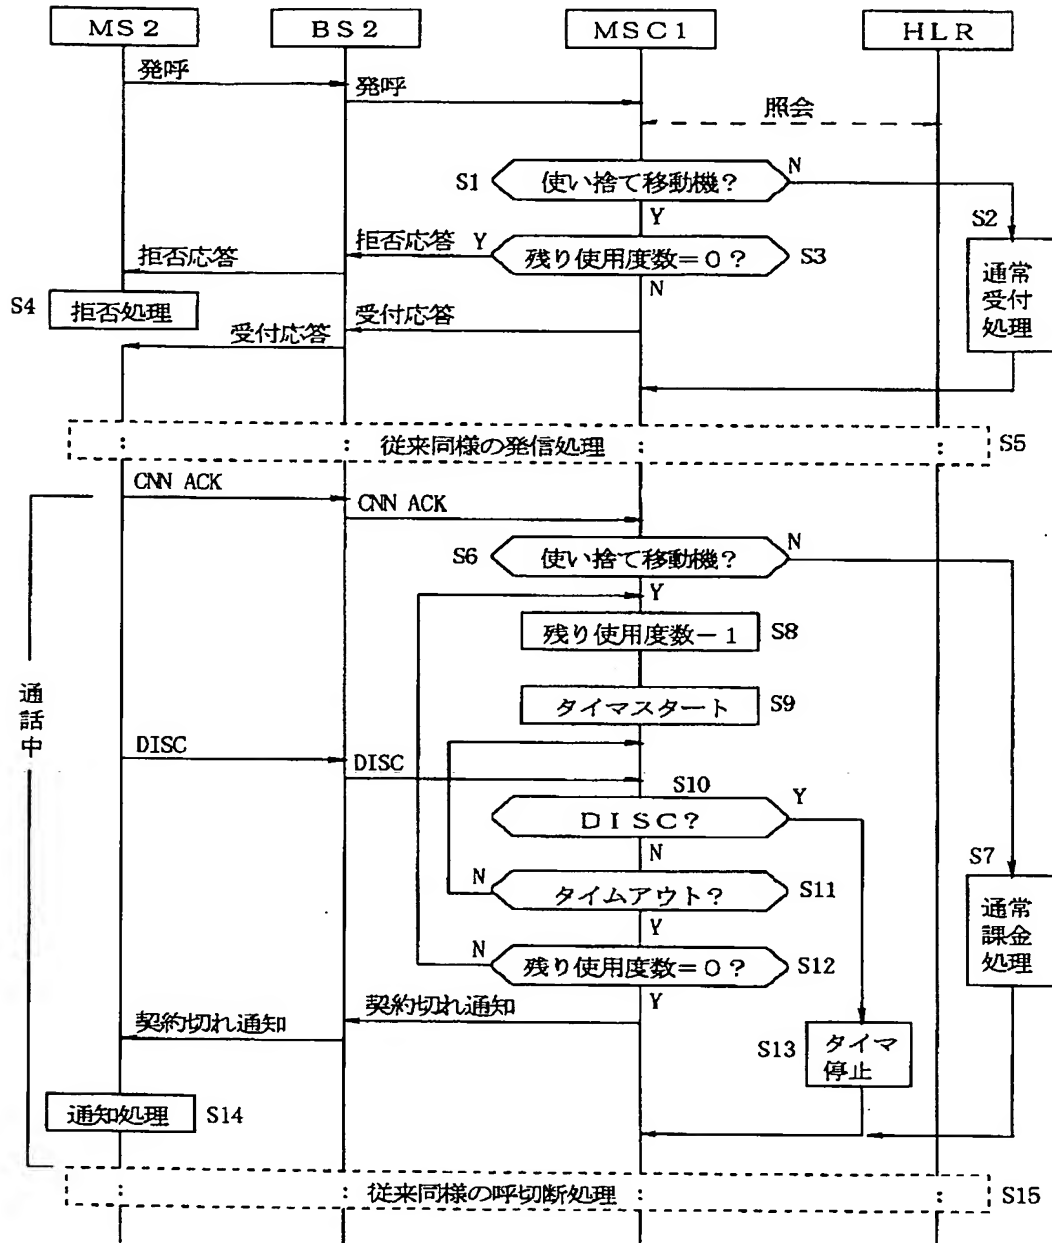 MS2
BS2
MSC1
HLR
発呼
発呼
照会
S1
使い捨て移動機?
N
Y
S2
通常
受付
処理
拒否応答
Y
残り使用度数=0?
S3
拒否応答
N
S4
拒否処理
受付応答
受付応答
従来同様の発信処理
S5
CNN ACK
CNN ACK
通話中
S6
使い捨て移動機?
N
Y
残り使用度数-1
S8
タイマスタート
S9
DISC
DISC
S10
DISC?
Y
N
S7
通常
課金
処理
N
タイムアウト?
S11
Y
N
残り使用度数=0?
S12
Y
契約切れ通知
契約切れ通知
S13
タイマ
停止
通知処理
S14
従来同様の呼切断処理
S15